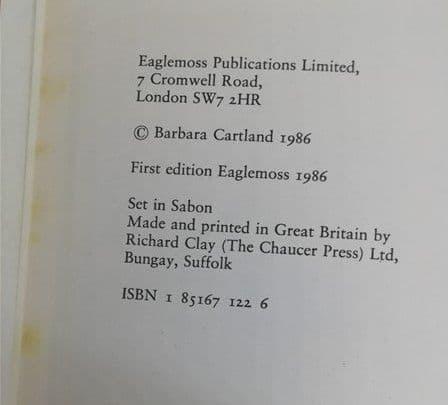 Eaglemoss Publications Limited,
7 Cromwell Road,
London SW7 2HR
© Barbara Cartland 1986
First edition Eaglemoss 1986
Set in Sabon
Made and printed in Great Britain by
Richard Clay (The Chaucer Press) Ltd,
Bungay, Suffolk
ISBN 1 85167 122 6